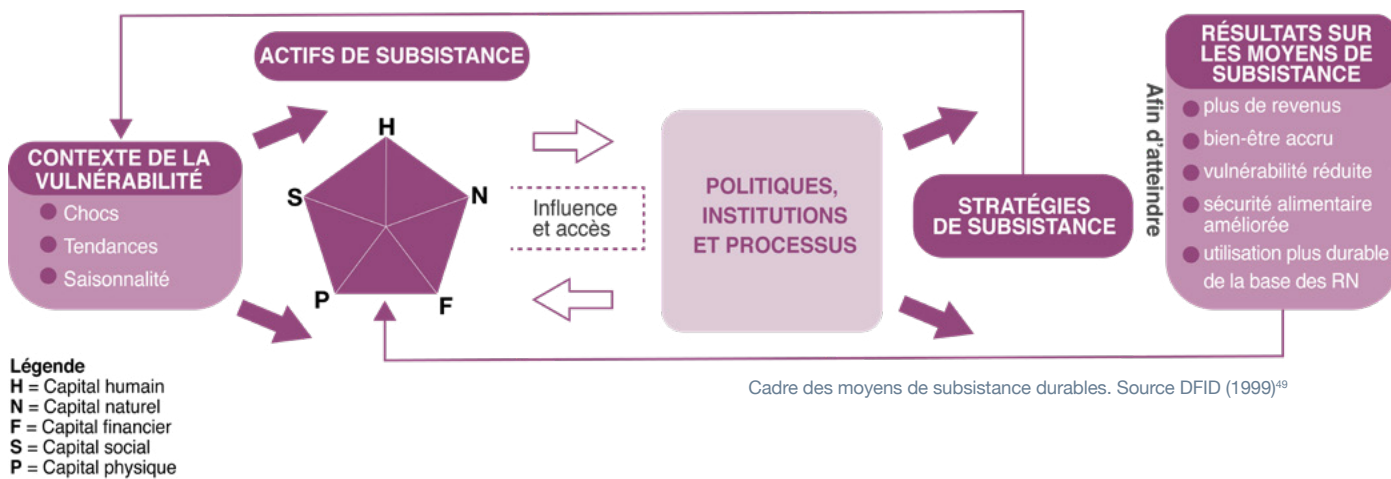 ACTIFS DE SUBSISTANCE
CONTEXTE DE LA
VULNÉRABILITÉ
Chocs
Tendances
Saisonnalité
H
S
N
P
F
Influence
et accès
POLITIQUES,
INSTITUTIONS
ET PROCESSUS
STRATÉGIES
DE SUBSISTANCE
Afin d'atteindre
RÉSULTATS SUR
LES MOYENS DE
SUBSISTANCE
plus de revenus
bien-être accru
vulnérabilité réduite
sécurité alimentaire
améliorée
utilisation plus durable
de la base des RN
Légende
H = Capital humain
N = Capital naturel
F = Capital financier
S = Capital social
P = Capital physique
Cadre des moyens de subsistance durables. Source DFID (1999)⁴⁹